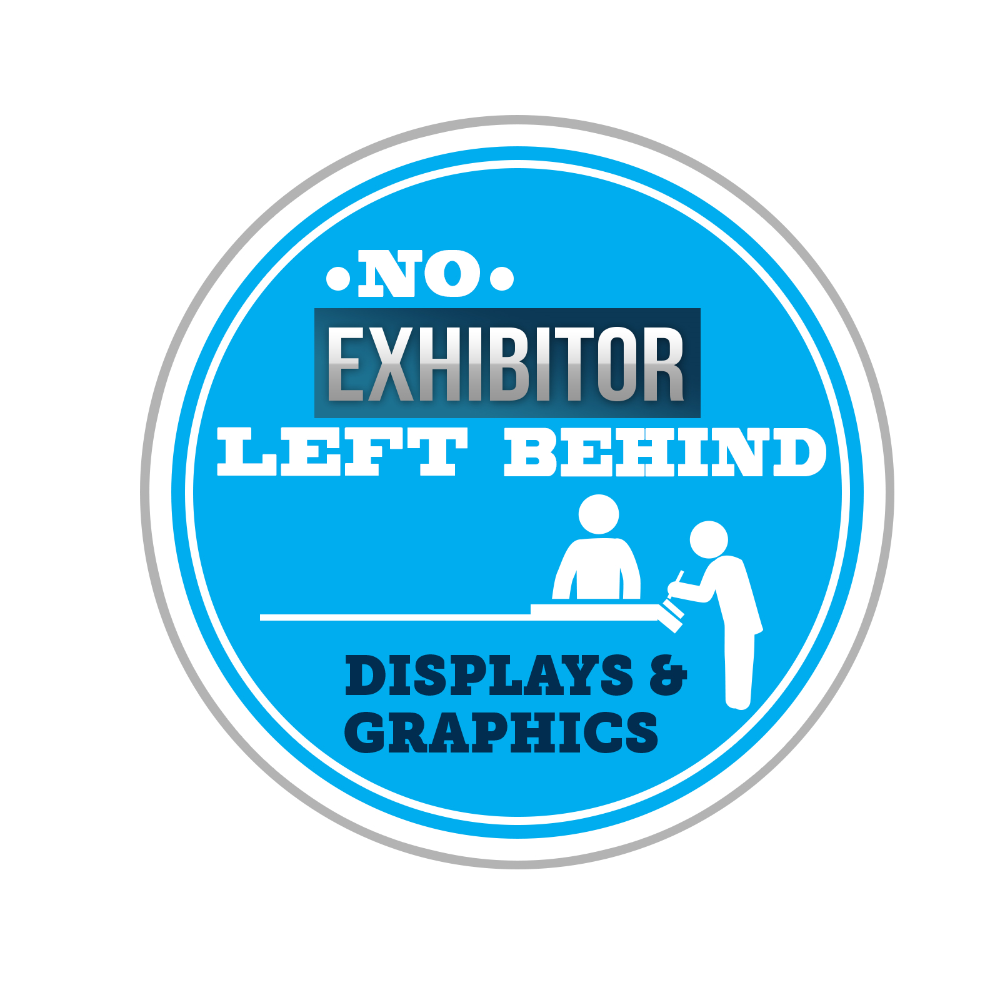 •NO•
EXHIBITOR
LEFT BEHIND
DISPLAYS &
GRAPHICS